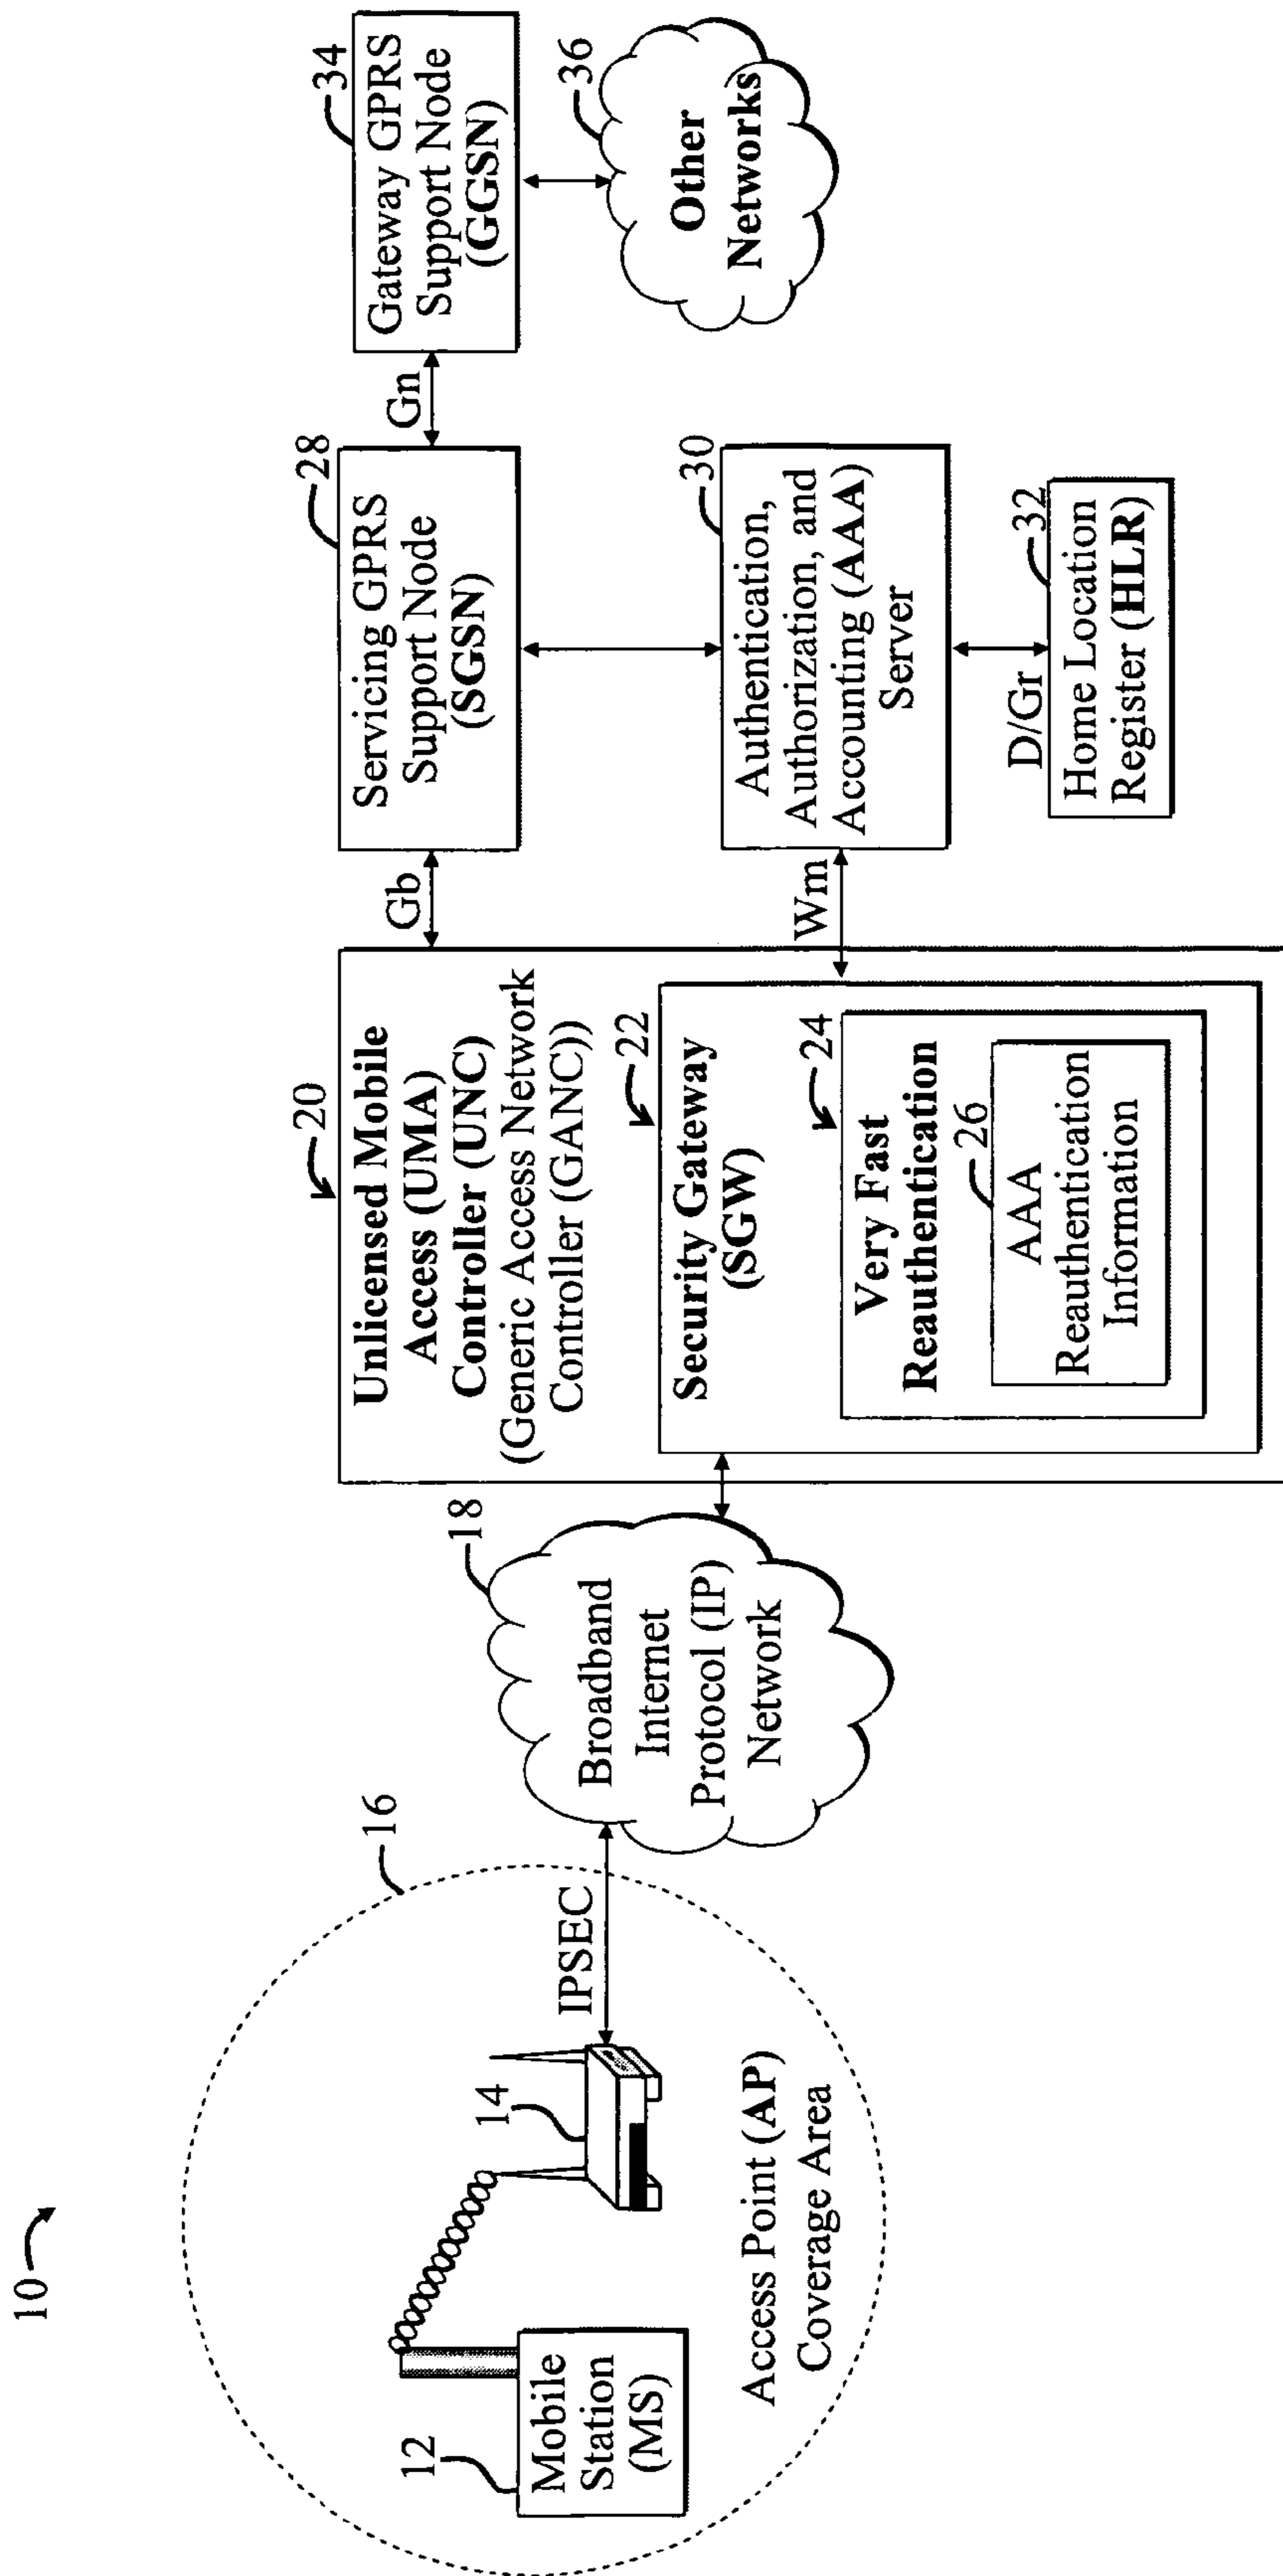 10
12
Mobile
Station
(MS)
14
16
Access Point (AP)
Coverage Area
IPSEC
18
Broadband
Internet
Protocol (IP)
Network
20
Unlicensed Mobile
Access (UMA)
Controller (UNC)
(Generic Access Network
Controller (GANC))
22
Security Gateway
(SGW)
24
Very Fast
Reauthentication
26
AAA
Reauthentication
Information
Gb
Wm
28
Servicing GPRS
Support Node
(SGSN)
30
Authentication,
Authorization, and
Accounting (AAA)
Server
D/Gr
32
Home Location
Register (HLR)
Gn
34
Gateway GPRS
Support Node
(GGSN)
36
Other
Networks